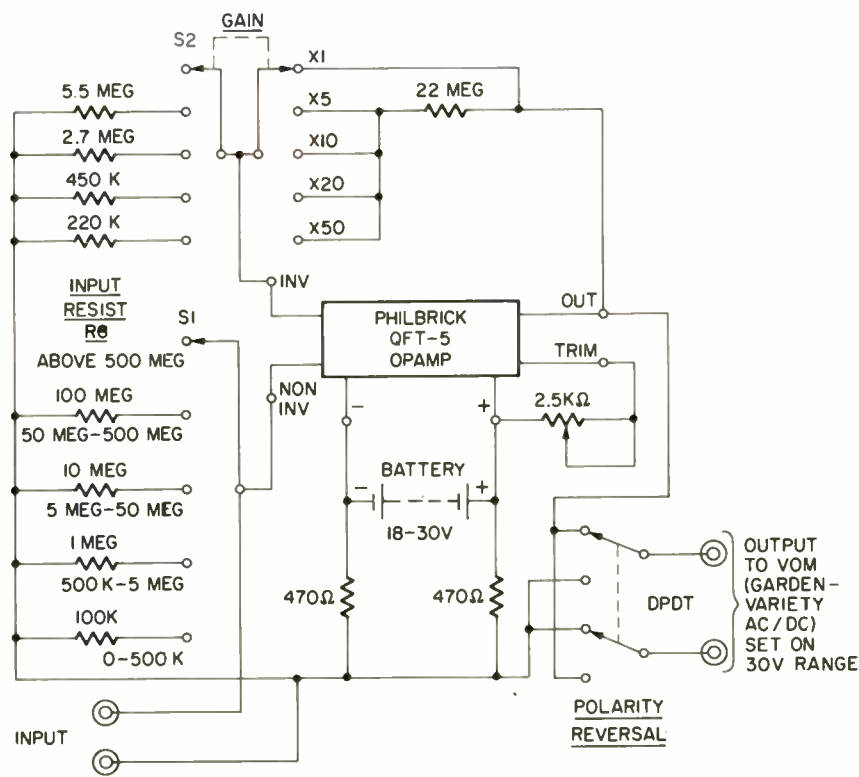 GAIN
S2
X1
5.5 MEG
X5
22 MEG
2.7 MEG
X10
450 K
X20
220 K
X50
INPUT
RESIST
INV
S1
OUT
PHILBRICK
QFT-5
OPAMP
ABOVE 500 MEG
TRIM
NON
INV
100 MEG
50 MEG-500 MEG
-
+
2.5KΩ
10 MEG
5 MEG-50 MEG
BATTERY
-
+
18-30V
1 MEG
500 K-5 MEG
470Ω
470Ω
100K
0-500 K
DPDT
OUTPUT
TO VOM
(GARDEN-
VARIETY
AC/DC)
SET ON
30V RANGE
POLARITY
REVERSAL
INPUT